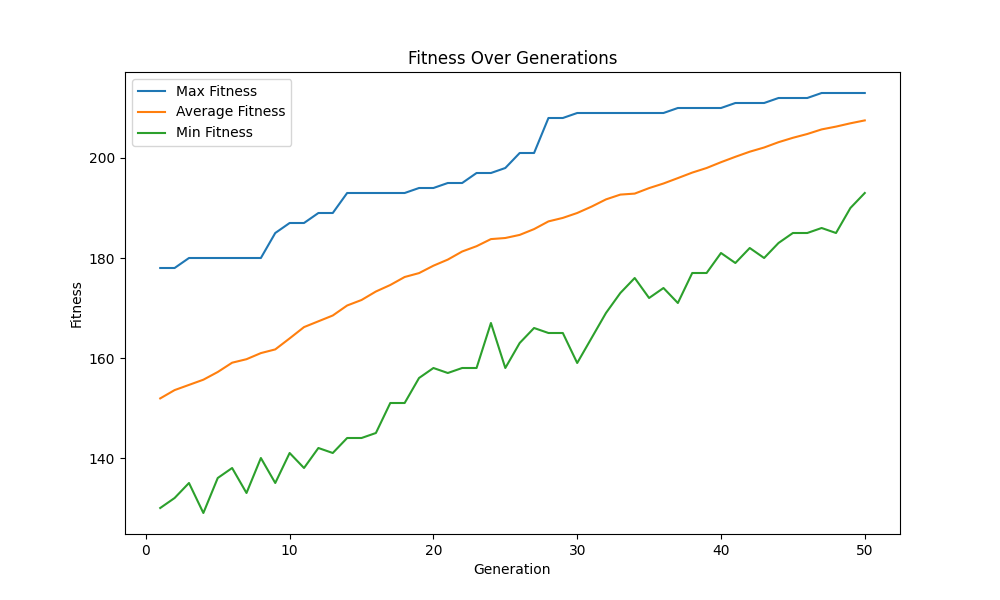 Fitness Over Generations
Max Fitness
Average Fitness
Min Fitness
Fitness
200
180
160
140
0 10 20 30 40 50
Generation